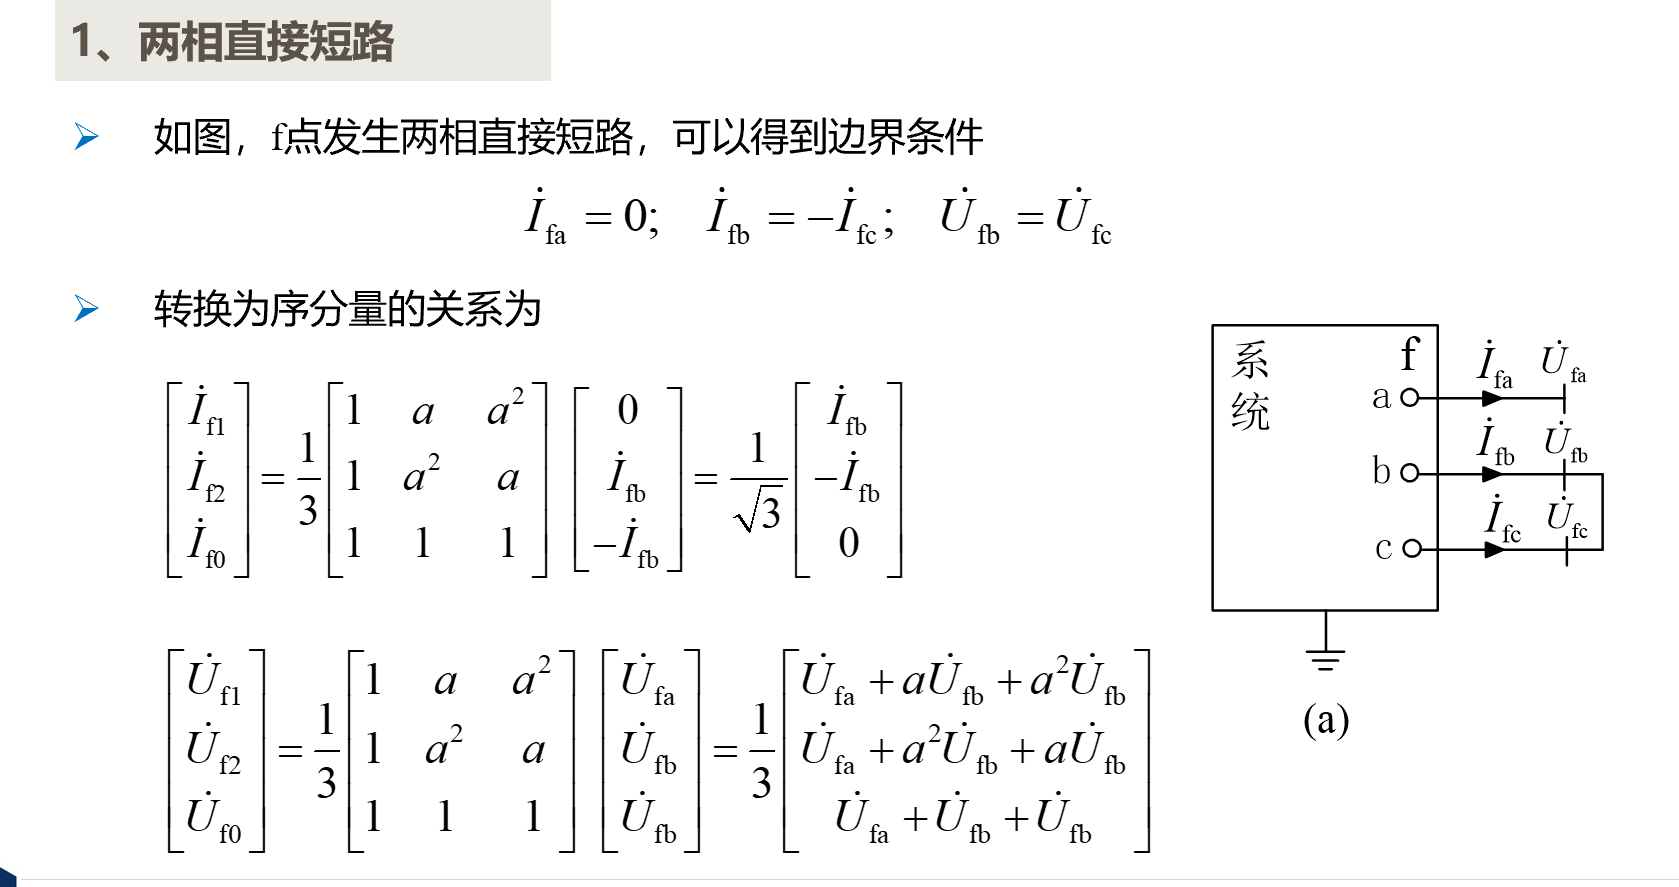 1、两相直接短路
如图，f点发生两相直接短路，可以得到边界条件
$\dot{I}_{fa} = 0;\quad \dot{I}_{fb} = -\dot{I}_{fc};\quad \dot{U}_{fb} = \dot{U}_{fc}$
转换为序分量的关系为
$\begin{bmatrix} \dot{I}_{f1} \\ \dot{I}_{f2} \\ \dot{I}_{f0} \end{bmatrix} = \frac{1}{3} \begin{bmatrix} 1 & a & a^2 \\ 1 & a^2 & a \\ 1 & 1 & 1 \end{bmatrix} \begin{bmatrix} 0 \\ \dot{I}_{fb} \\ -\dot{I}_{fb} \end{bmatrix} = \frac{1}{\sqrt{3}} \begin{bmatrix} \dot{I}_{fb} \\ -\dot{I}_{fb} \\ 0 \end{bmatrix}$
$\begin{bmatrix} \dot{U}_{f1} \\ \dot{U}_{f2} \\ \dot{U}_{f0} \end{bmatrix} = \frac{1}{3} \begin{bmatrix} 1 & a & a^2 \\ 1 & a^2 & a \\ 1 & 1 & 1 \end{bmatrix} \begin{bmatrix} \dot{U}_{fa} \\ \dot{U}_{fb} \\ \dot{U}_{fb} \end{bmatrix} = \frac{1}{3} \begin{bmatrix} \dot{U}_{fa} + a\dot{U}_{fb} + a^2\dot{U}_{fb} \\ \dot{U}_{fa} + a^2\dot{U}_{fb} + a\dot{U}_{fb} \\ \dot{U}_{fa} + \dot{U}_{fb} + \dot{U}_{fb} \end{bmatrix}$
系统
f
a $\dot{I}_{fa}$ $\dot{U}_{fa}$
b $\dot{I}_{fb}$ $\dot{U}_{fb}$
c $\dot{I}_{fc}$ $\dot{U}_{fc}$
(a)